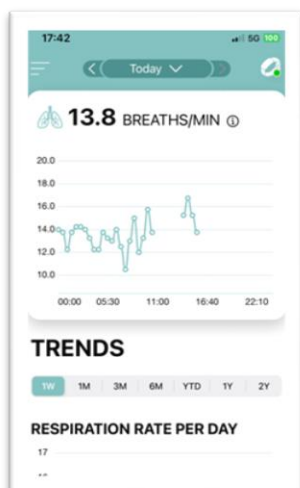 17:42
5G 100
Today
13.8 BREATHS/MIN
20.0
18.0
16.0
14.0
12.0
10.0
00:00 05:30 11:00 16:40 22:10
TRENDS
1W 1M 3M 6M YTD 1Y 2Y
RESPIRATION RATE PER DAY
17